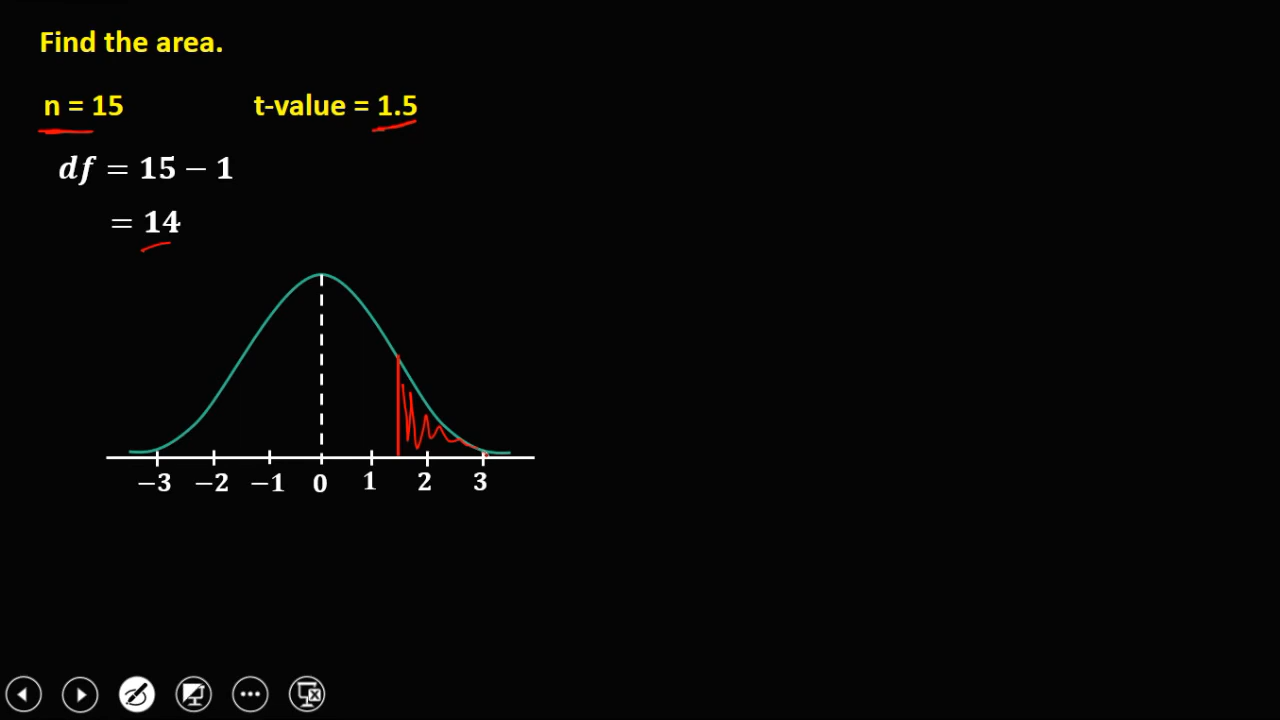 Find the area.
n = 15 t-value = 1.5
df = 15 − 1
= 14
−3 −2 −1 0 1 2 3